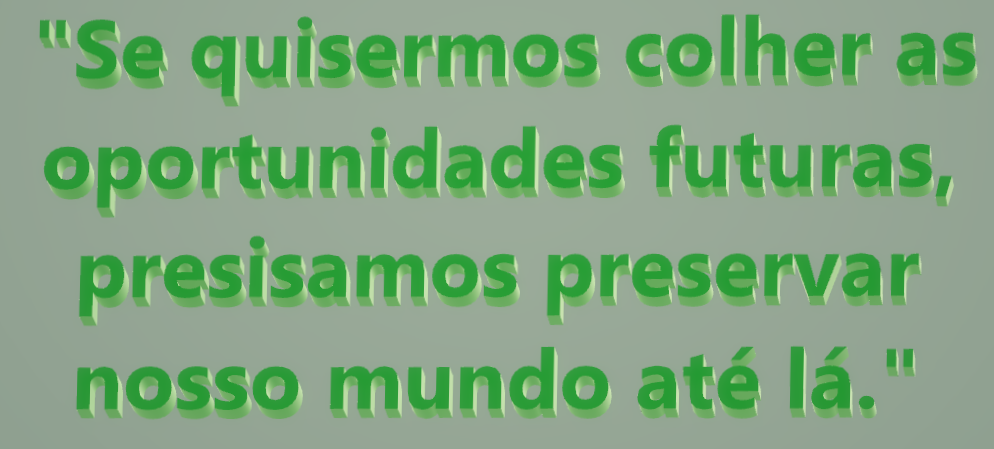 "Se quisermos colher as
oportunidades futuras,
presisamos preservar
nosso mundo até lá."